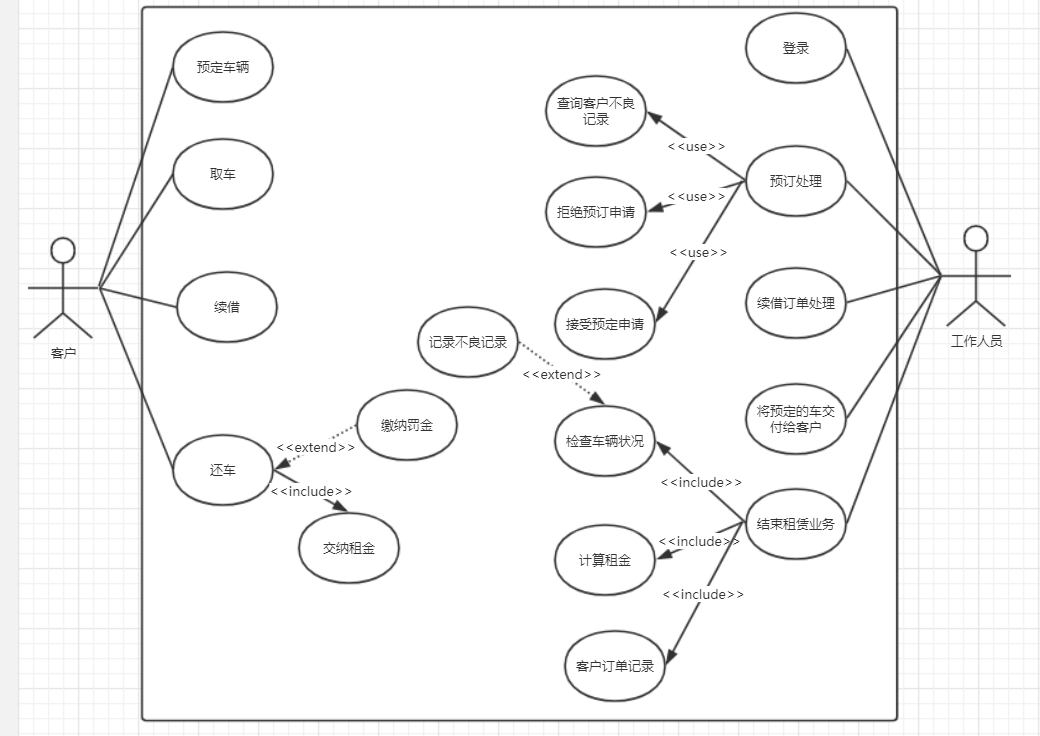 登录
预定车辆
查询客户不良
记录
<<use>>
取车
预订处理
<<use>>
拒绝预订申请
<<use>>
续借
续借订单处理
接受预定申请
客户
工作人员
记录不良记录
<<extend>>
缴纳罚金
将预定的车交
付给客户
检查车辆状况
<<extend>>
还车
<<include>>
<<include>>
结束租赁业务
<<include>>
交纳租金
计算租金
<<include>>
客户订单记录